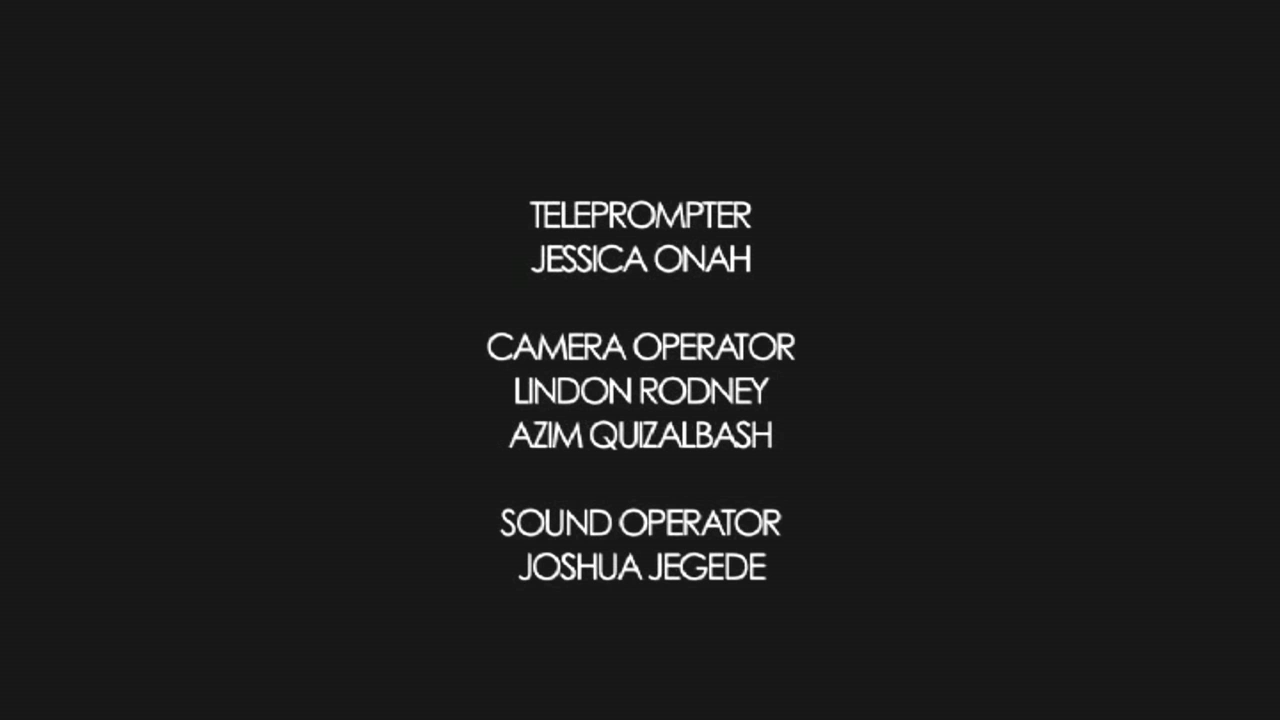 TELEPROMPTER
JESSICA ONAH
CAMERA OPERATOR
LINDON RODNEY
AZIM QUIZALBASH
SOUND OPERATOR
JOSHUA JEGEDE